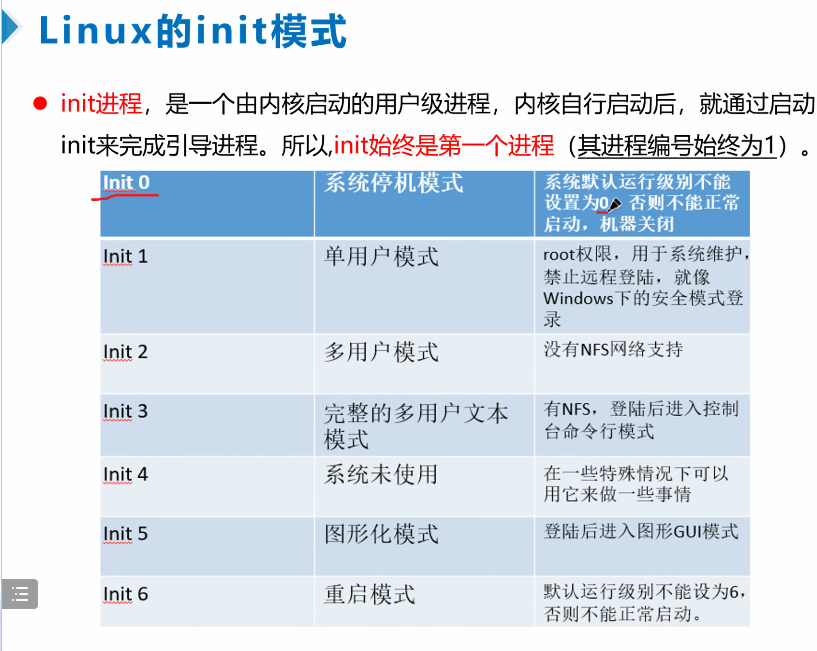 Linux的init模式
init进程，是一个由内核启动的用户级进程，内核自行启动后，就通过启动
init来完成引导进程。所以,init始终是第一个进程（其进程编号始终为1）。
Init 0
系统停机模式
系统默认运行级别不能
设置为0，否则不能正常
启动，机器关闭
Init 1
单用户模式
root权限，用于系统维护，
禁止远程登陆，就像
Windows下的安全模式登
录
Init 2
多用户模式
没有NFS网络支持
Init 3
完整的多用户文本
模式
有NFS，登陆后进入控制
台命令行模式
Init 4
系统未使用
在一些特殊情况下可以
用它来做一些事情
Init 5
图形化模式
登陆后进入图形GUI模式
Init 6
重启模式
默认运行级别不能设为6，
否则不能正常启动。